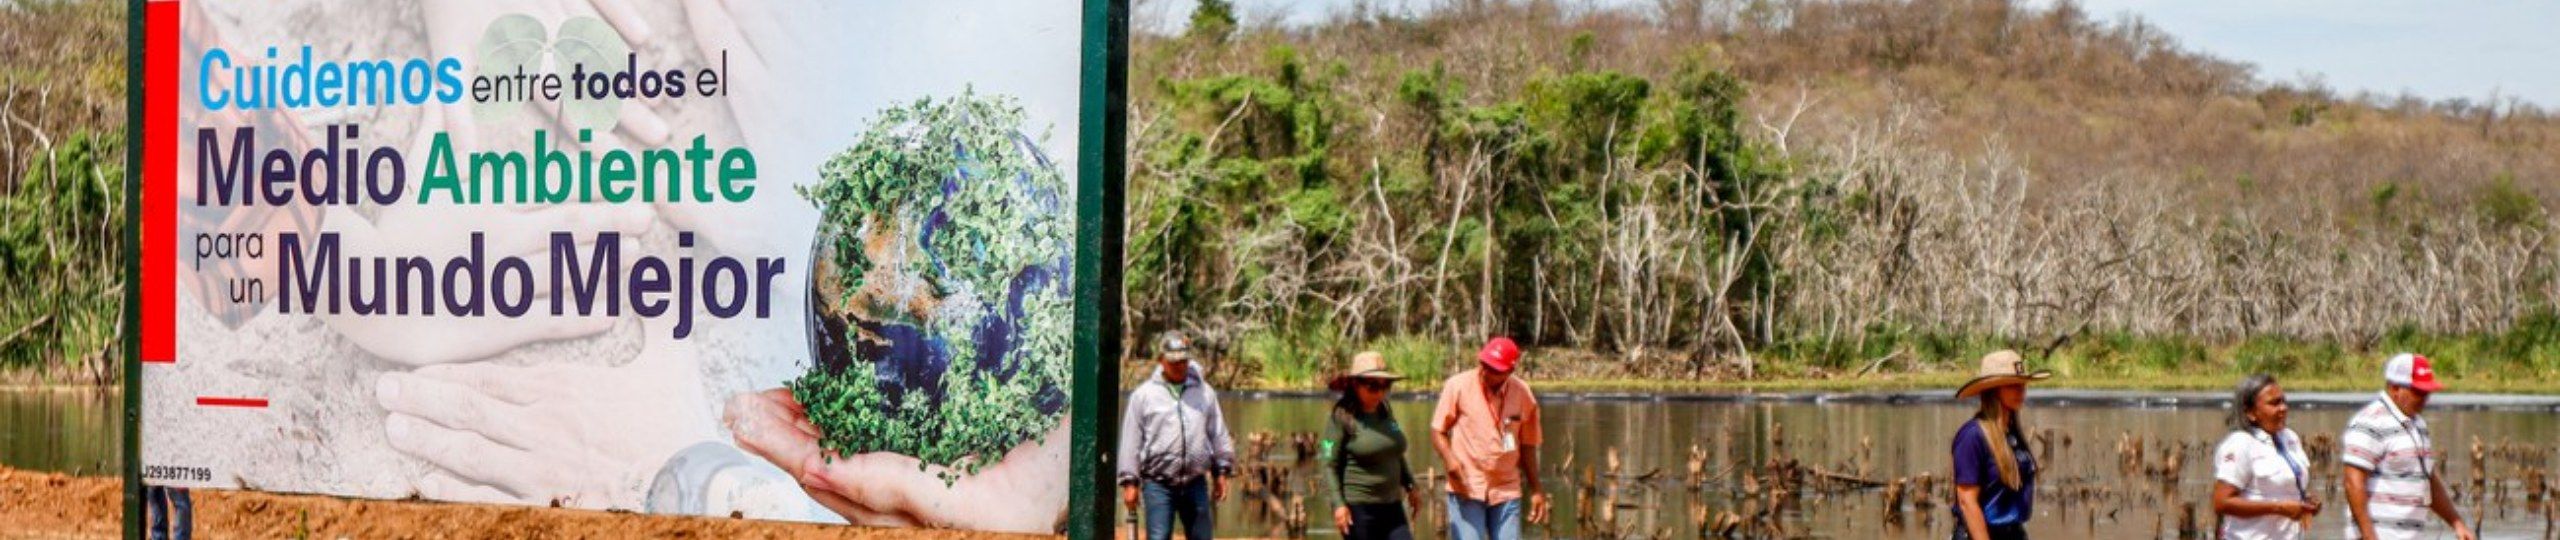 Cuidemos entre todos el
Medio Ambiente
para
un Mundo Mejor
J293877199